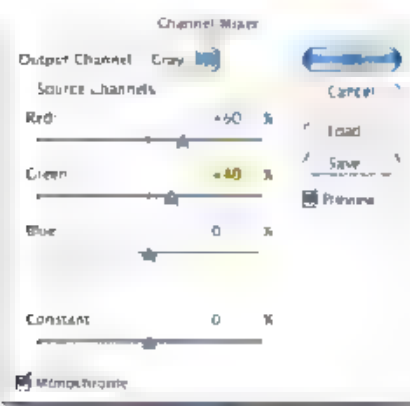 Channel Mixer
Output Channel Gray
Cancel
Source Channels
Red: +60 %
Load
Green +40 %
Save
Preview
Blue 0 %
Constant 0 %
Monochrome